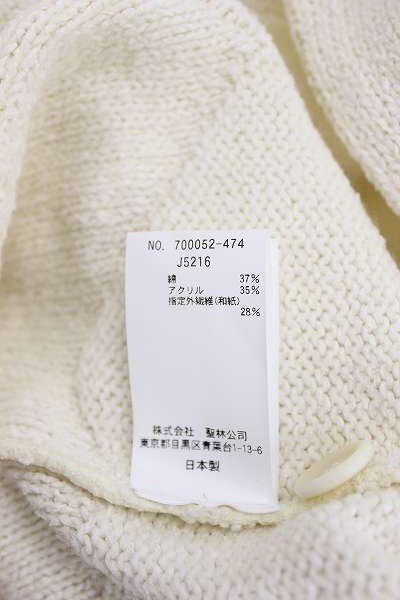 NO. 700052-474
J5216
綿 37%
アクリル 35%
指定外繊維(和紙)
28%
株式会社 聖林公司
東京都目黒区青葉台1-13-6
日本製